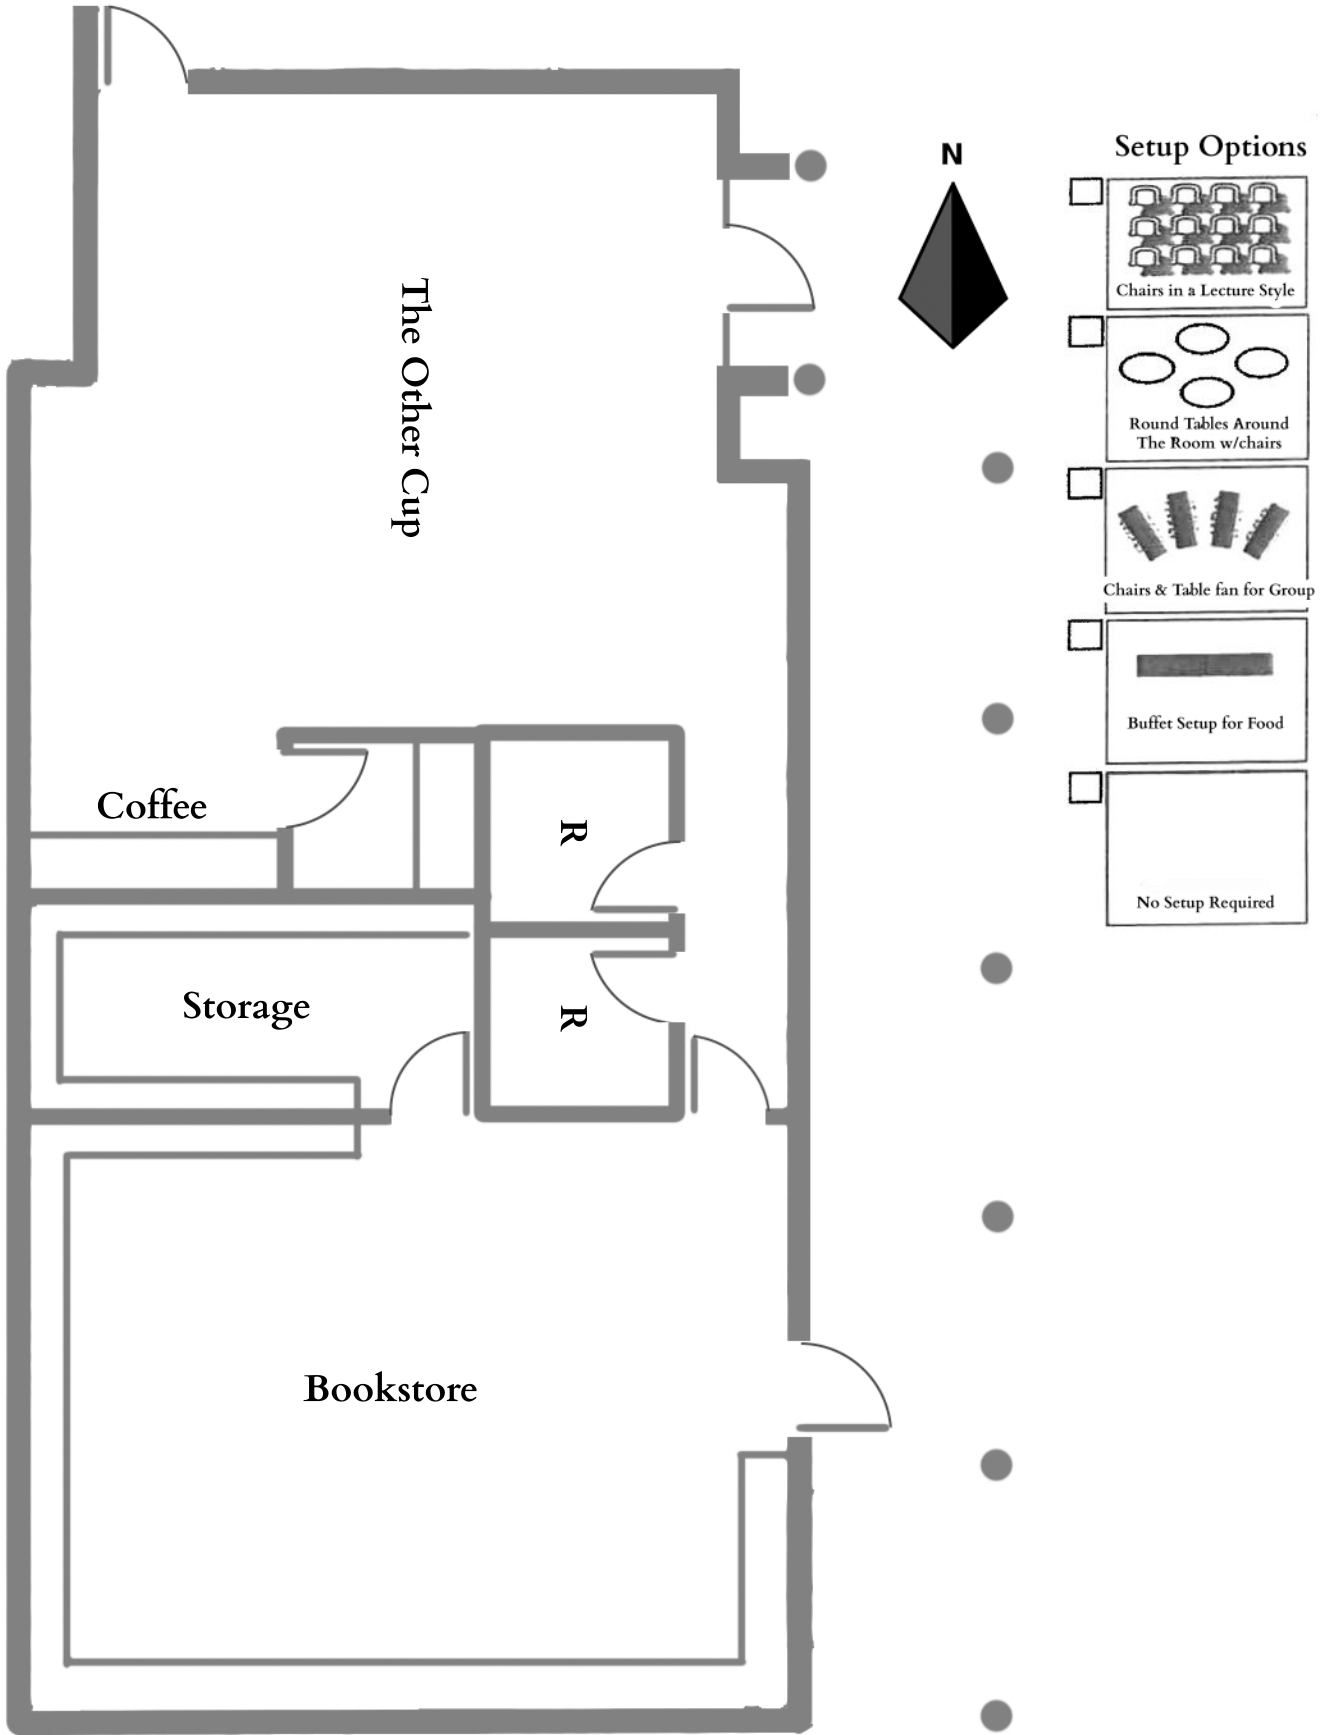 N
Setup Options
Chairs in a Lecture Style
Round Tables Around
The Room w/chairs
Chairs & Table fan for Group
Buffet Setup for Food
No Setup Required
The Other Cup
Coffee
R
Storage
R
Bookstore